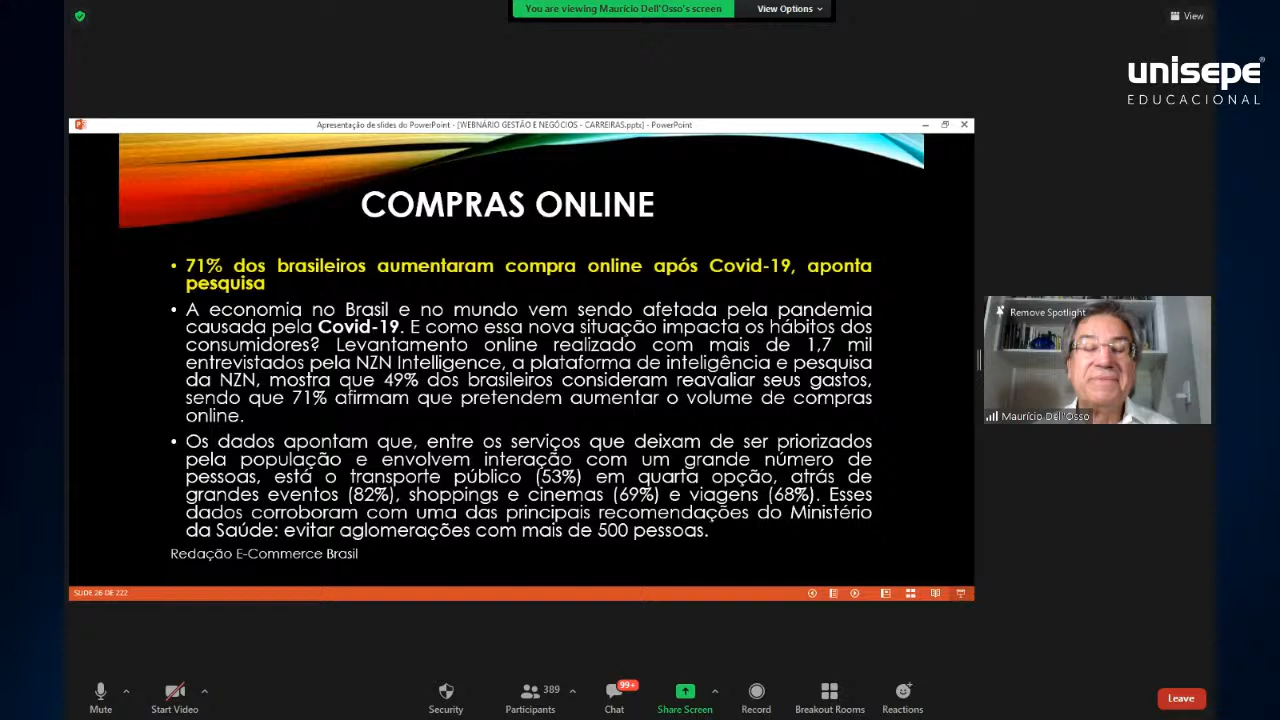 You are viewing Maurício Dell'Osso's screen
View Options
View
unisepe
EDUCACIONAL
Apresentação de slides do PowerPoint - [WEBNÁRIO GESTÃO E NEGÓCIOS - CARREIRAS.pptx] - PowerPoint
COMPRAS ONLINE
• 71% dos brasileiros aumentaram compra online após Covid-19, aponta
pesquisa
• A economia no Brasil e no mundo vem sendo afetada pela pandemia
causada pela Covid-19. E como essa nova situação impacta os hábitos dos
consumidores? Levantamento online realizado com mais de 1,7 mil
entrevistados pela NZN Intelligence, a plataforma de inteligência e pesquisa
da NZN, mostra que 49% dos brasileiros consideram reavaliar seus gastos,
sendo que 71% afirmam que pretendem aumentar o volume de compras
online.
• Os dados apontam que, entre os serviços que deixam de ser priorizados
pela população e envolvem interação com um grande número de
pessoas, está o transporte público (53%) em quarta opção, atrás de
grandes eventos (82%), shoppings e cinemas (69%) e viagens (68%). Esses
dados corroboram com uma das principais recomendações do Ministério
da Saúde: evitar aglomerações com mais de 500 pessoas.
Redação E-Commerce Brasil
SLIDE 26 DE 222
Remove Spotlight
Maurício Dell'Osso
Mute
Start Video
Security
389
Participants
99+
Chat
Share Screen
Record
Breakout Rooms
Reactions
Leave